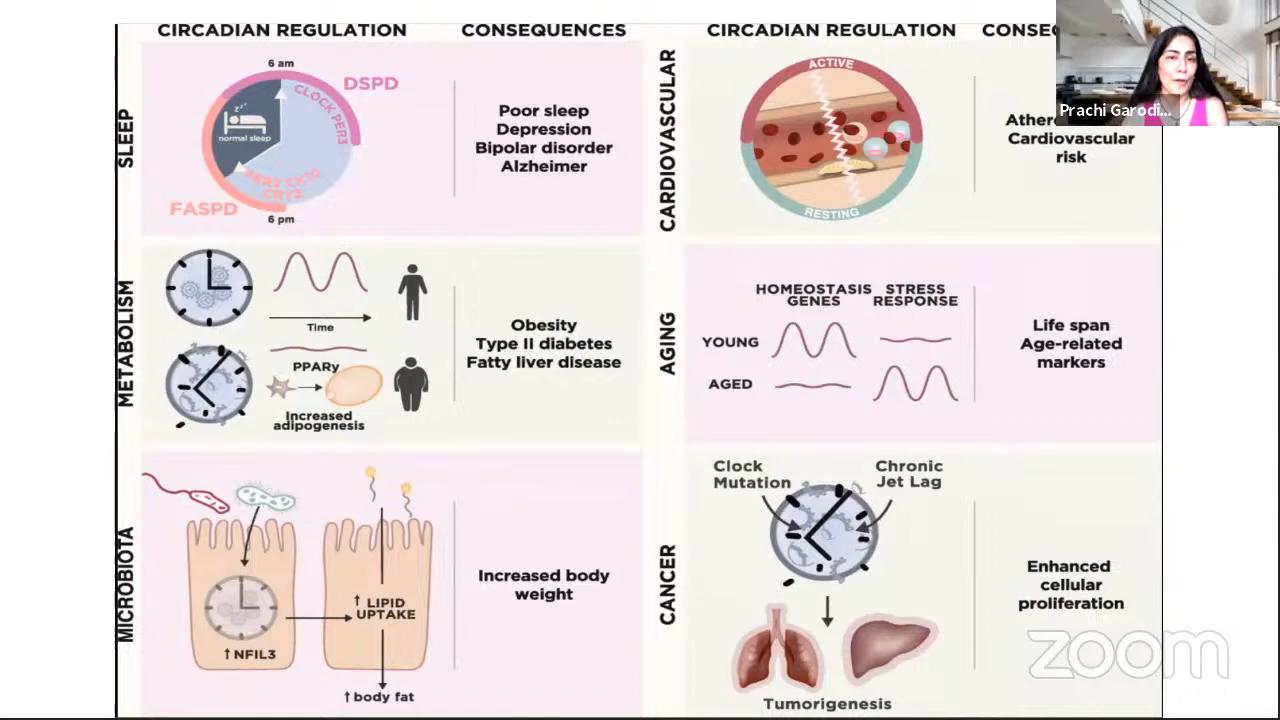 CIRCADIAN REGULATION
CONSEQUENCES
SLEEP
6 am
DSPD
CLOCK PER3
zzz
normal sleep
PER2 CK1D
CRY2
FASPD
6 pm
Poor sleep
Depression
Bipolar disorder
Alzheimer
METABOLISM
Time
PPARγ
Increased
adipogenesis
Obesity
Type II diabetes
Fatty liver disease
MICROBIOTA
↑ NFIL3
↑ LIPID
UPTAKE
↑ body fat
Increased body
weight
CIRCADIAN REGULATION
CARDIOVASCULAR
ACTIVE
RESTING
Cardiovascular
risk
Prachi Garodi...
AGING
HOMEOSTASIS
GENES
STRESS
RESPONSE
YOUNG
AGED
Life span
Age-related
markers
CANCER
Clock
Mutation
Chronic
Jet Lag
Tumorigenesis
Enhanced
cellular
proliferation
zoom